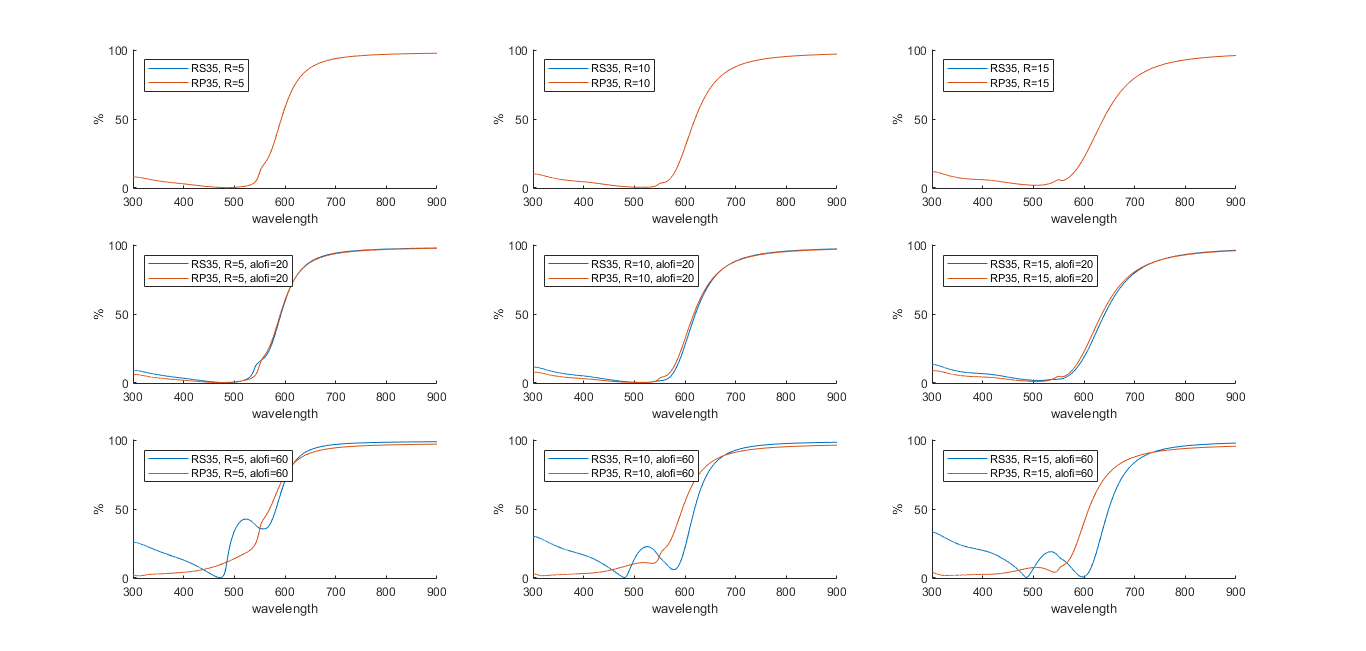 100
50
0
%
RS35, R=5
RP35, R=5
300 400 500 600 700 800 900
wavelength
100
50
0
%
RS35, R=10
RP35, R=10
300 400 500 600 700 800 900
wavelength
100
50
0
%
RS35, R=15
RP35, R=15
300 400 500 600 700 800 900
wavelength
100
50
0
%
RS35, R=5, alofi=20
RP35, R=5, alofi=20
300 400 500 600 700 800 900
wavelength
100
50
0
%
RS35, R=10, alofi=20
RP35, R=10, alofi=20
300 400 500 600 700 800 900
wavelength
100
50
0
%
RS35, R=15, alofi=20
RP35, R=15, alofi=20
300 400 500 600 700 800 900
wavelength
100
50
0
%
RS35, R=5, alofi=60
RP35, R=5, alofi=60
300 400 500 600 700 800 900
wavelength
100
50
0
%
RS35, R=10, alofi=60
RP35, R=10, alofi=60
300 400 500 600 700 800 900
wavelength
100
50
0
%
RS35, R=15, alofi=60
RP35, R=15, alofi=60
300 400 500 600 700 800 900
wavelength